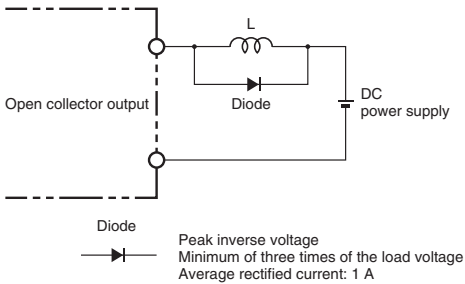 L
Open collector output
Diode
DC
power supply
Diode
Peak inverse voltage
Minimum of three times of the load voltage
Average rectified current: 1 A